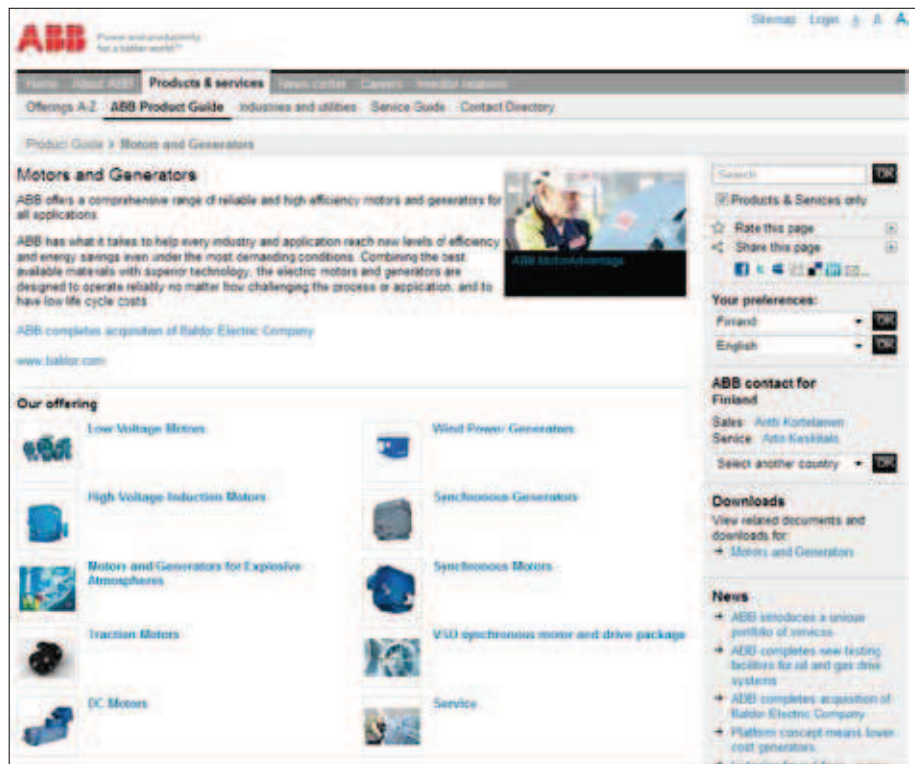 Sitemap Login A A A
ABB Power and productivity
for a better world™
Home About ABB Products & services News center Careers Investor relations
Offerings A-Z ABB Product Guide Industries and utilities Service Guide Contact Directory
Product Guide > Motors and Generators
Motors and Generators
ABB offers a comprehensive range of reliable and high efficiency motors and generators for
all applications.
ABB has what it takes to help every industry and application reach new levels of efficiency
and energy savings even under the most demanding conditions. Combining the best
available materials with superior technology, the electric motors and generators are
designed to operate reliably no matter how challenging the process or application, and to
have low life cycle costs.
ABB MotorAdvantage
ABB completes acquisition of Baldor Electric Company
www.baldor.com
Our offering
Low Voltage Motors
Wind Power Generators
High Voltage Induction Motors
Synchronous Generators
Motors and Generators for Explosive
Atmospheres
Synchronous Motors
Traction Motors
VSD synchronous motor and drive package
DC Motors
Service
Search OK
Products & Services only
Rate this page
Share this page
Your preferences:
Finland OK
English OK
ABB contact for
Finland
Sales: Antti Kortelainen
Service: Arto Keskitalo
Select another country OK
Downloads
View related documents and
downloads for:
Motors and Generators
News
ABB introduces a unique
portfolio of services
ABB completes new testing
facilities for oil and gas drive
systems
ABB completes acquisition of
Baldor Electric Company
Platform concept means lower
cost generators.